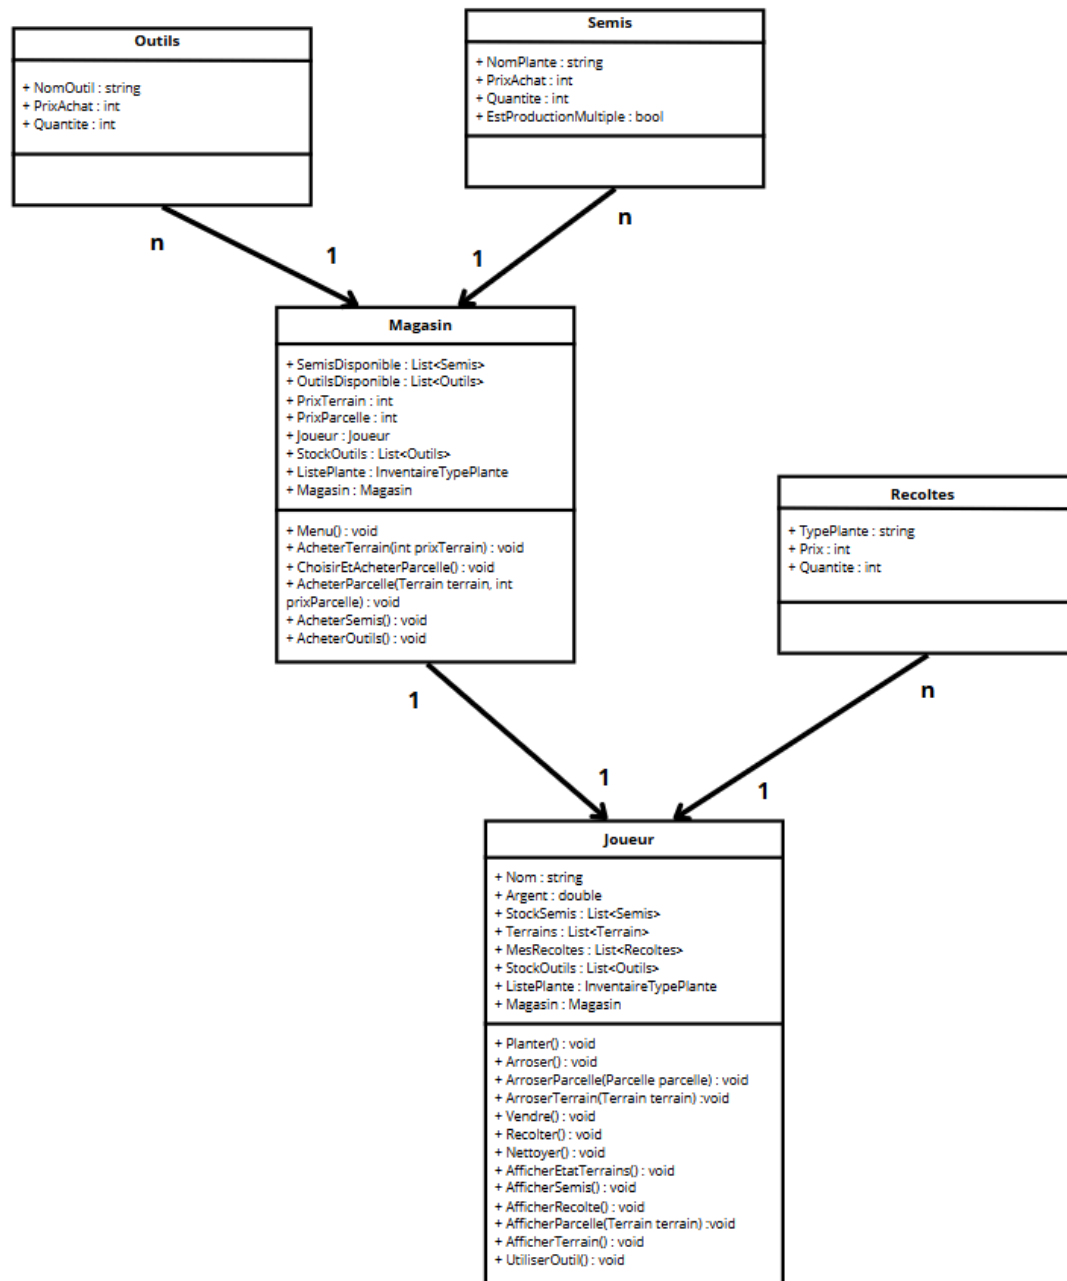 Outils
+ NomOutil : string
+ PrixAchat : int
+ Quantite : int
Semis
+ NomPlante : string
+ PrixAchat : int
+ Quantite : int
+ EstProductionMultiple : bool
n
1
1
n
Magasin
+ SemisDisponible : List<Semis>
+ OutilsDisponible : List<Outils>
+ PrixTerrain : int
+ PrixParcelle : int
+ Joueur : Joueur
+ StockOutils : List<Outils>
+ ListePlante : InventaireTypePlante
+ Magasin : Magasin
+ Menu() : void
+ AcheterTerrain(int prixTerrain) : void
+ ChoisirEtAcheterParcelle() : void
+ AcheterParcelle(Terrain terrain, int
prixParcelle) : void
+ AcheterSemis() : void
+ AcheterOutils() : void
Recoltes
+ TypePlante : string
+ Prix : int
+ Quantite : int
1
n
1
1
Joueur
+ Nom : string
+ Argent : double
+ StockSemis : List<Semis>
+ Terrains : List<Terrain>
+ MesRecoltes : List<Recoltes>
+ StockOutils : List<Outils>
+ ListePlante : InventaireTypePlante
+ Magasin : Magasin
+ Planter() : void
+ Arroser() : void
+ ArroserParcelle(Parcelle parcelle) : void
+ ArroserTerrain(Terrain terrain) :void
+ Vendre() : void
+ Recolter() : void
+ Nettoyer() : void
+ AfficherEtatTerrains() : void
+ AfficherSemis() : void
+ AfficherRecolte() : void
+ AfficherParcelle(Terrain terrain) :void
+ AfficherTerrain() : void
+ UtiliserOutil() : void